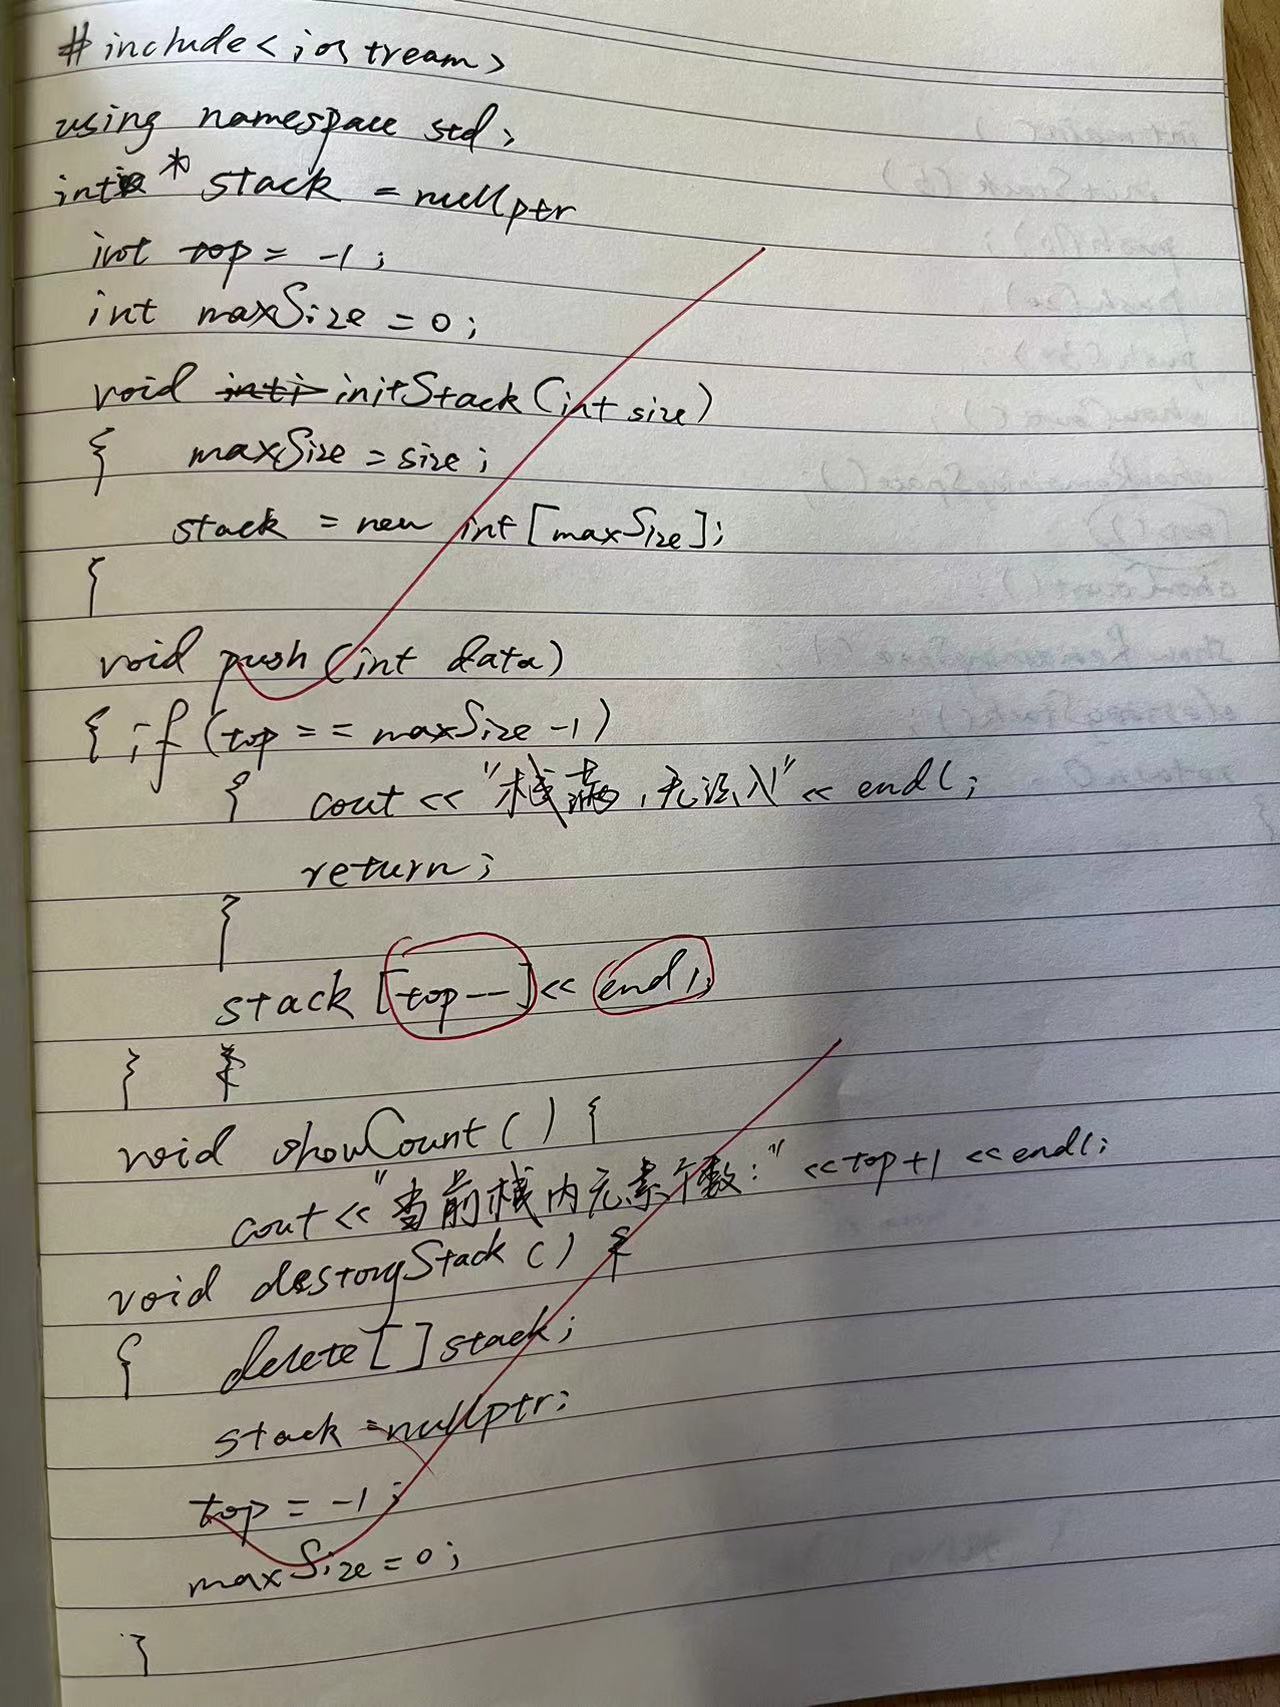 #include<iostream>
using namespace std;
int * stack = nullptr
int top = -1;
int maxSize = 0;
void initStack(int size)
{ maxSize = size;
stack = new int[maxSize];
}
void push(int data)
{ if(top == maxSize-1)
{ cout << "栈满,无法入" << endl;
return;
}
stack [top--] << endl;
}
void showCount() {
cout << "当前栈内元素个数:" << top+1 << endl;
void destoryStack()
{ delete[] stack;
stack = nullptr;
top = -1;
maxSize = 0;
}